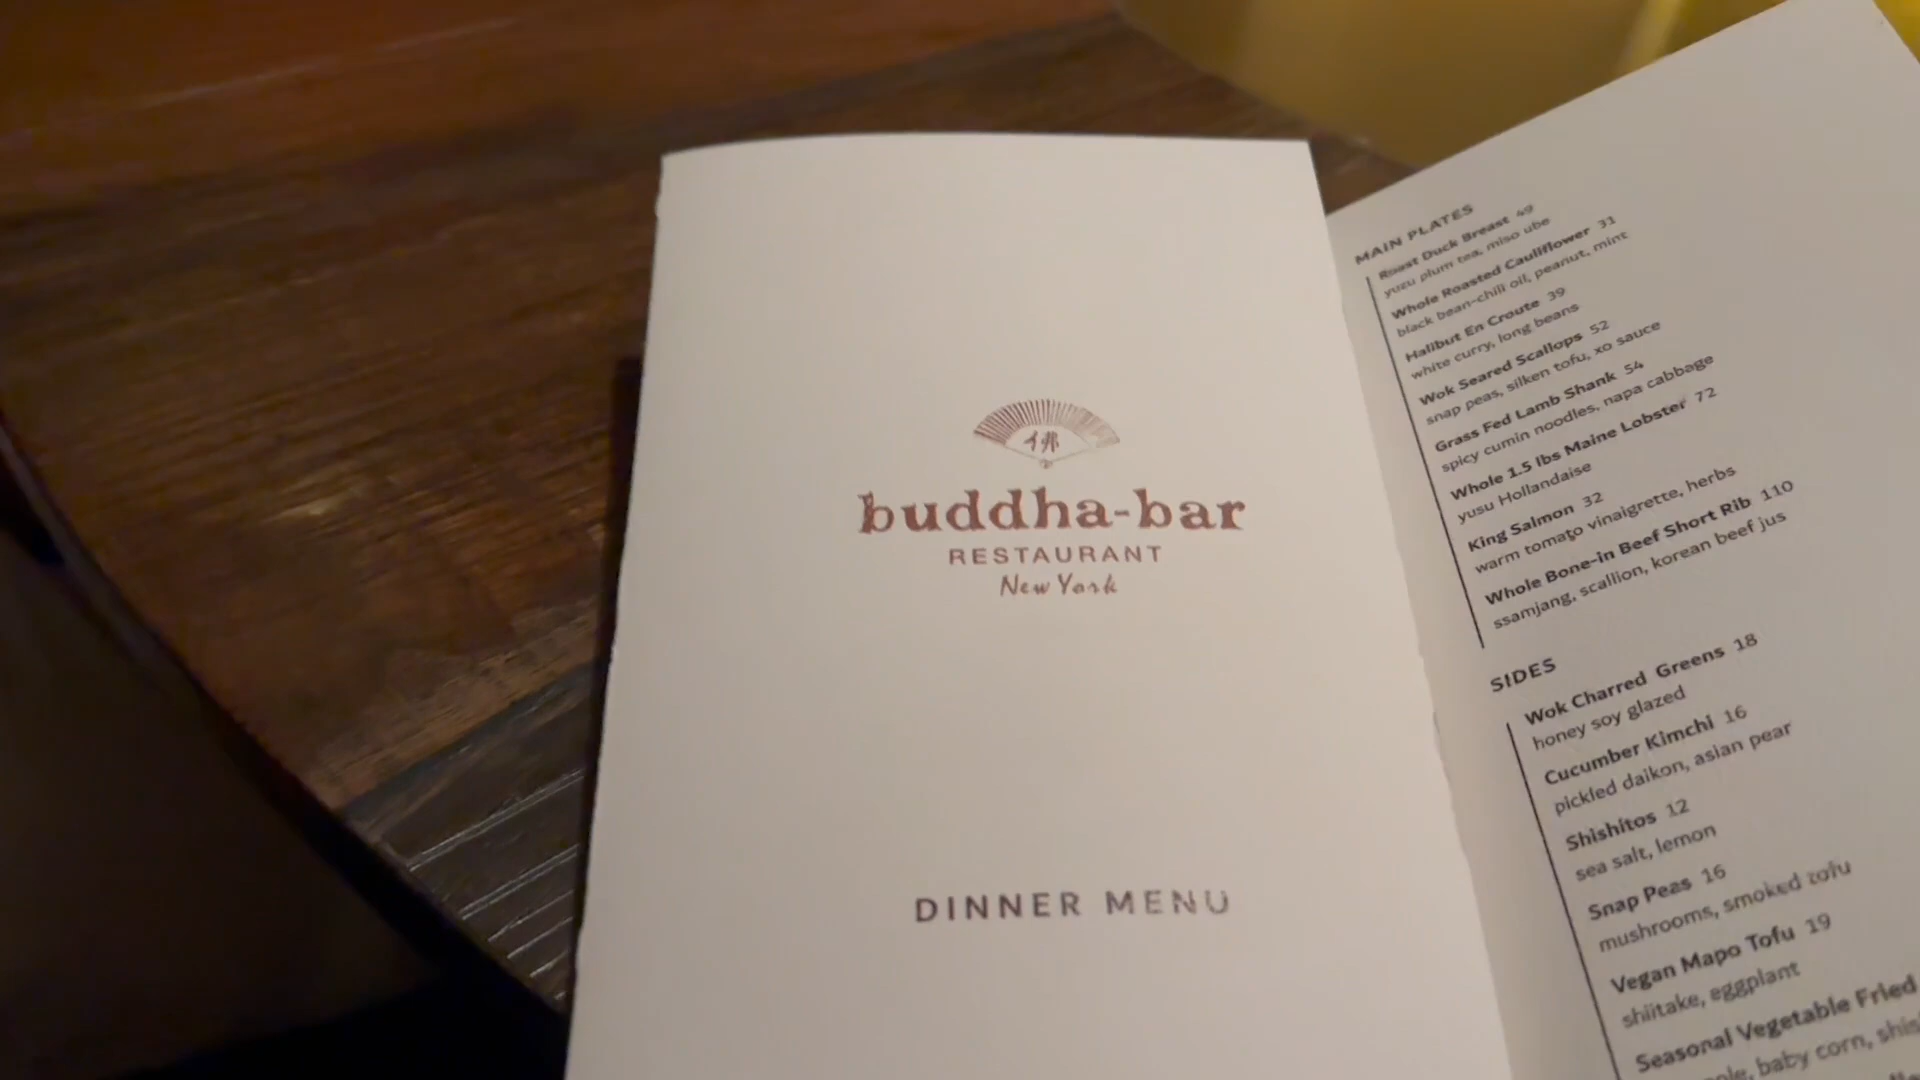 佛
buddha-bar
RESTAURANT
New York
DINNER MENU
MAIN PLATES
Roast Duck Breast 49
yuzu plum tea, miso ube
Whole Roasted Cauliflower 31
black bean-chili oil, peanut, mint
Halibut En Croute 39
white curry, long beans
Wok Seared Scallops 52
snap peas, silken tofu, xo sauce
Grass Fed Lamb Shank 54
spicy cumin noodles, napa cabbage
Whole 1.5 lbs Maine Lobster 72
yusu Hollandaise
King Salmon 32
warm tomato vinaigrette, herbs
Whole Bone-in Beef Short Rib 110
ssamjang, scallion, korean beef jus
SIDES
Wok Charred Greens 18
honey soy glazed
Cucumber Kimchi 16
pickled daikon, asian pear
Shishitos 12
sea salt, lemon
Snap Peas 16
mushrooms, smoked tofu
Vegan Mapo Tofu 19
shiitake, eggplant
Seasonal Vegetable Fried
baby corn,